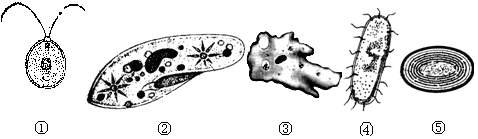 ① ② ③ ④ ⑤